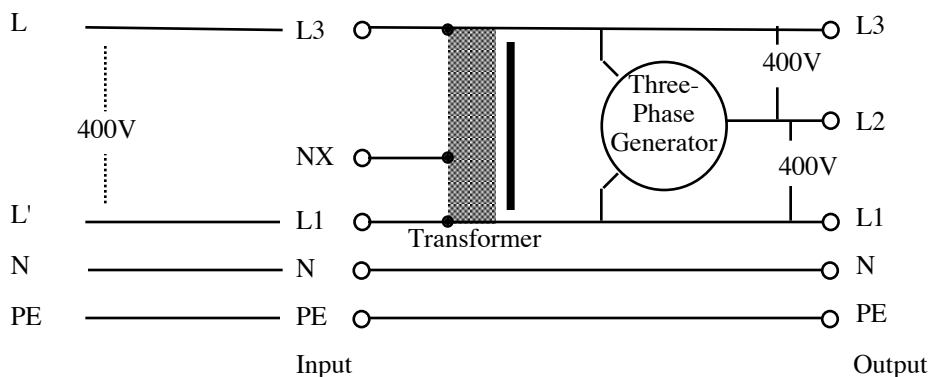 L
L3
L3
400V
Three-
Phase
Generator
400V
L2
NX
400V
L'
L1
L1
Transformer
N
N
N
PE
PE
PE
Input
Output